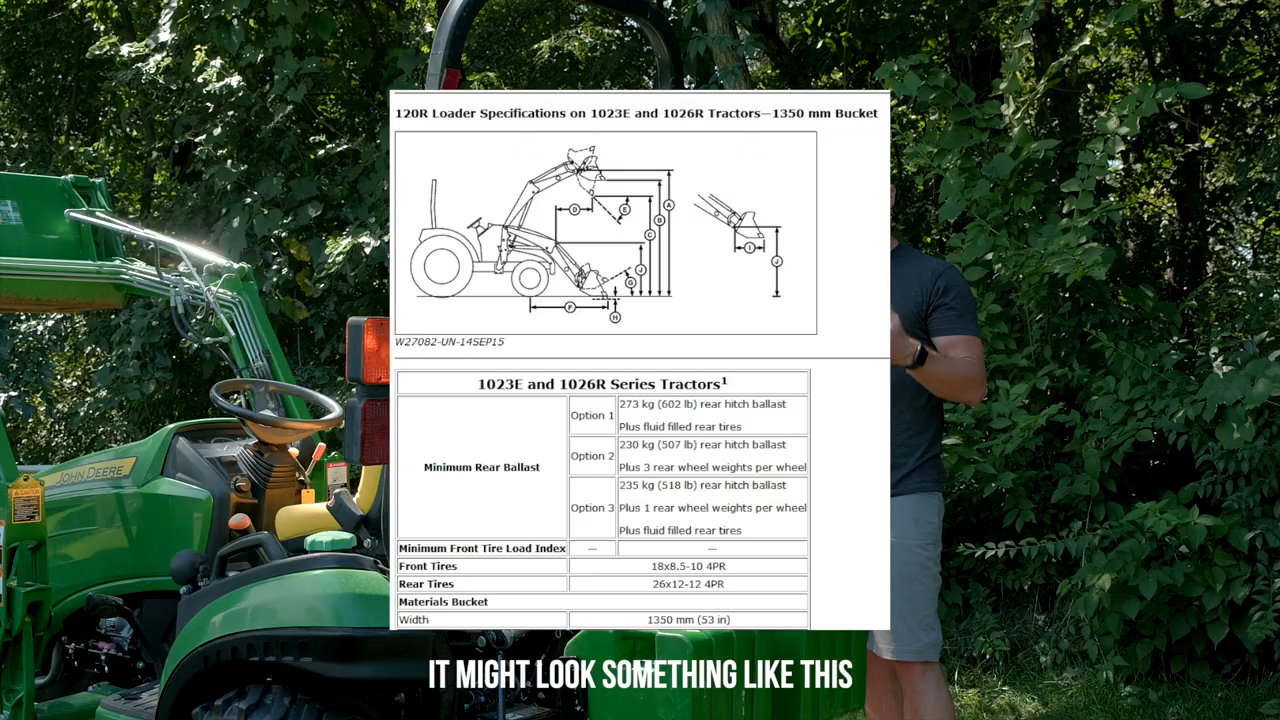 120R Loader Specifications on 1023E and 1026R Tractors—1350 mm Bucket
A
B
C
D
E
F
G
H
J
I
J
W27082-UN-14SEP15
1023E and 1026R Series Tractors1
Minimum Rear Ballast
Option 1
273 kg (602 lb) rear hitch ballast
Plus fluid filled rear tires
Option 2
230 kg (507 lb) rear hitch ballast
Plus 3 rear wheel weights per wheel
Option 3
235 kg (518 lb) rear hitch ballast
Plus 1 rear wheel weights per wheel
Plus fluid filled rear tires
Minimum Front Tire Load Index — —
Front Tires 18x8.5-10 4PR
Rear Tires 26x12-12 4PR
Materials Bucket
Width 1350 mm (53 in)
JOHN DEERE
IT MIGHT LOOK SOMETHING LIKE THIS